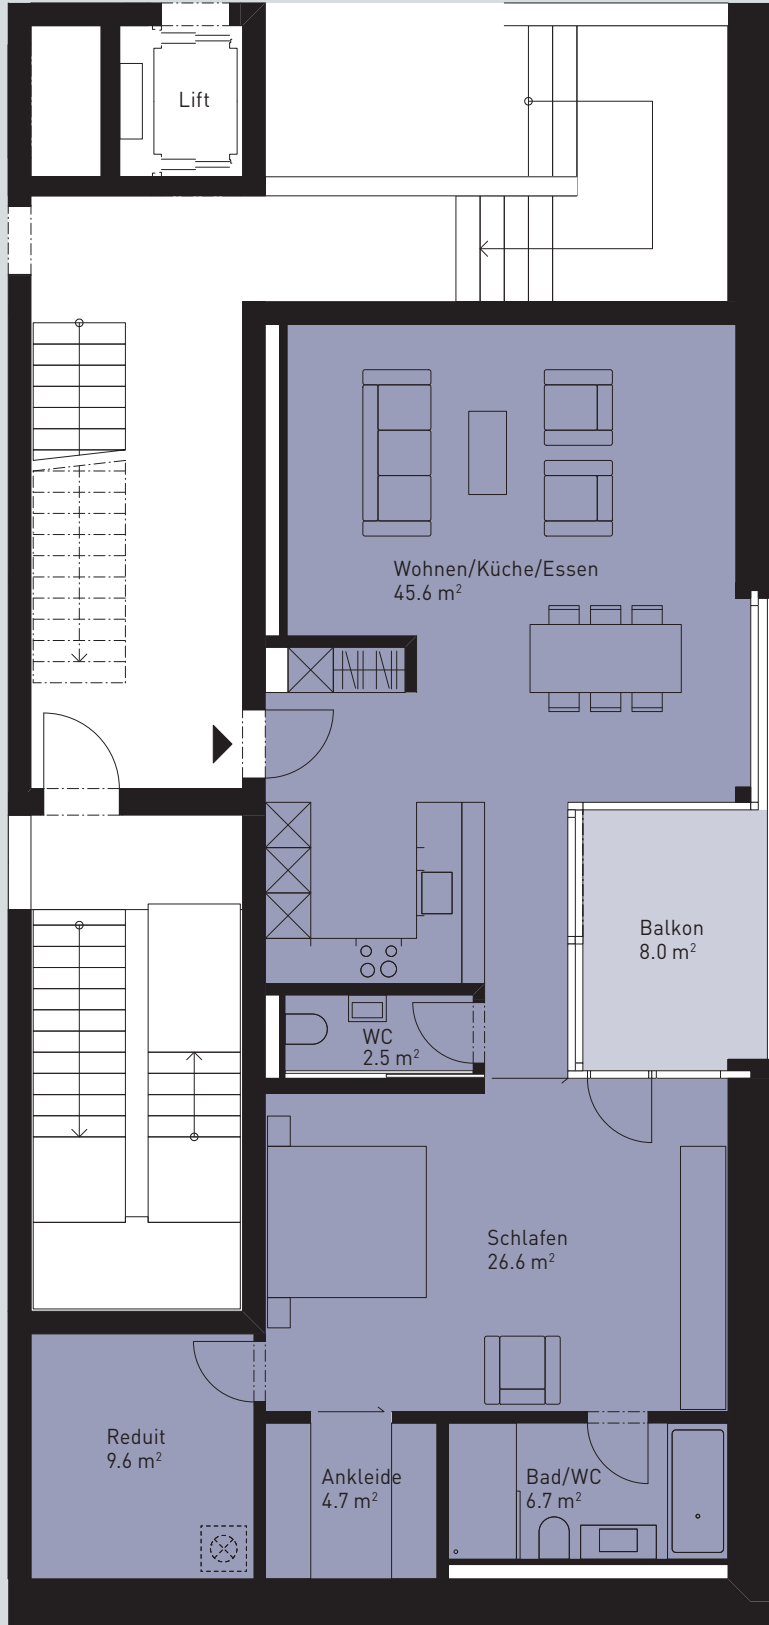 Lift
Wohnen/Küche/Essen
45.6 m²
Balkon
8.0 m²
WC
2.5 m²
Schlafen
26.6 m²
Reduit
9.6 m²
Ankleide
4.7 m²
Bad/WC
6.7 m²